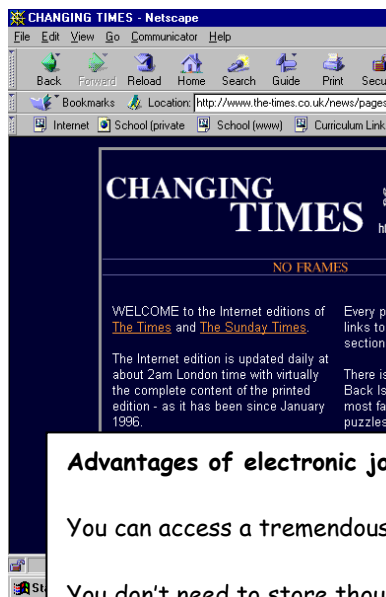 CHANGING TIMES - Netscape
File Edit View Go Communicator Help
Back Forward Reload Home Search Guide Print Secu
Bookmarks Location: http://www.the-times.co.uk/news/pages
Internet School (private School (www) Curriculum Link
CHANGING
TIMES
NO FRAMES
WELCOME to the Internet editions of
The Times and The Sunday Times.
The Internet edition is updated daily at
about 2am London time with virtually
the complete content of the printed
edition - as it has been since January
1996.
Every p
links to
section
There is
Back Is
most fa
puzzles
Advantages of electronic jo
You can access a tremendous
You don't need to store thou